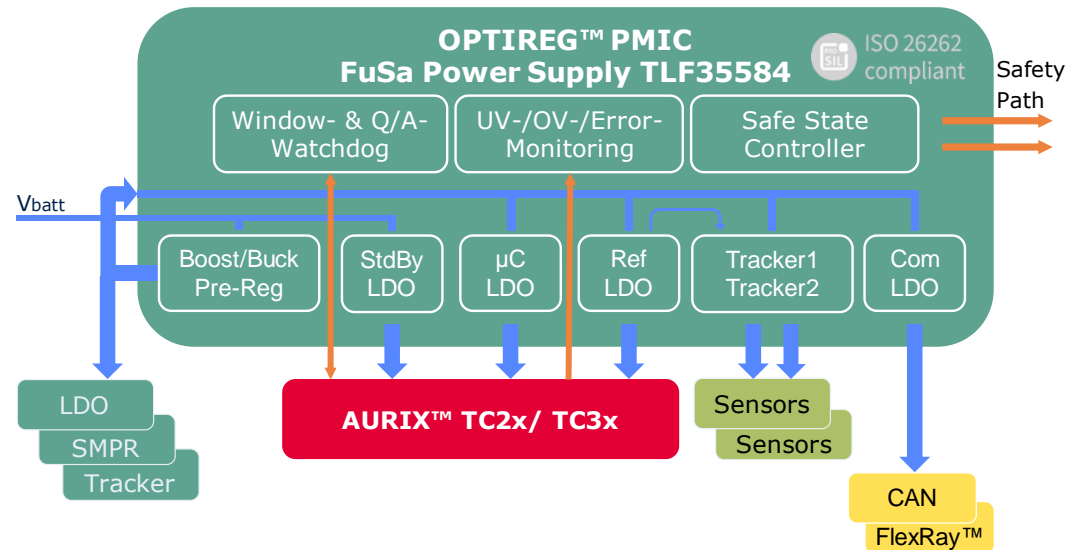 OPTIREG™ PMIC
FuSa Power Supply TLF35584
PRO
SIL
ISO 26262
compliant
Safety
Path
Window- & Q/A-
Watchdog
UV-/OV-/Error-
Monitoring
Safe State
Controller
Vbatt
Boost/Buck
Pre-Reg
StdBy
LDO
µC
LDO
Ref
LDO
Tracker1
Tracker2
Com
LDO
LDO
SMPR
Tracker
AURIX™ TC2x/ TC3x
Sensors
Sensors
CAN
FlexRay™